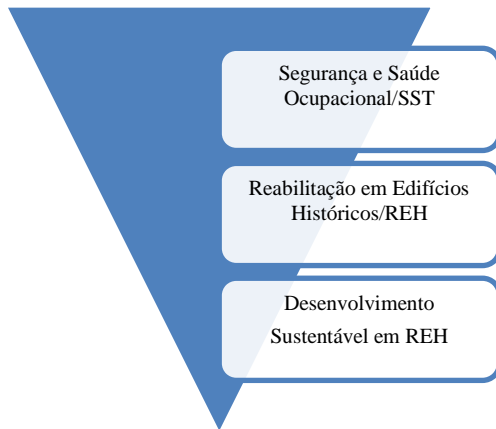 Segurança e Saúde
Ocupacional/SST
Reabilitação em Edifícios
Históricos/REH
Desenvolvimento
Sustentável em REH